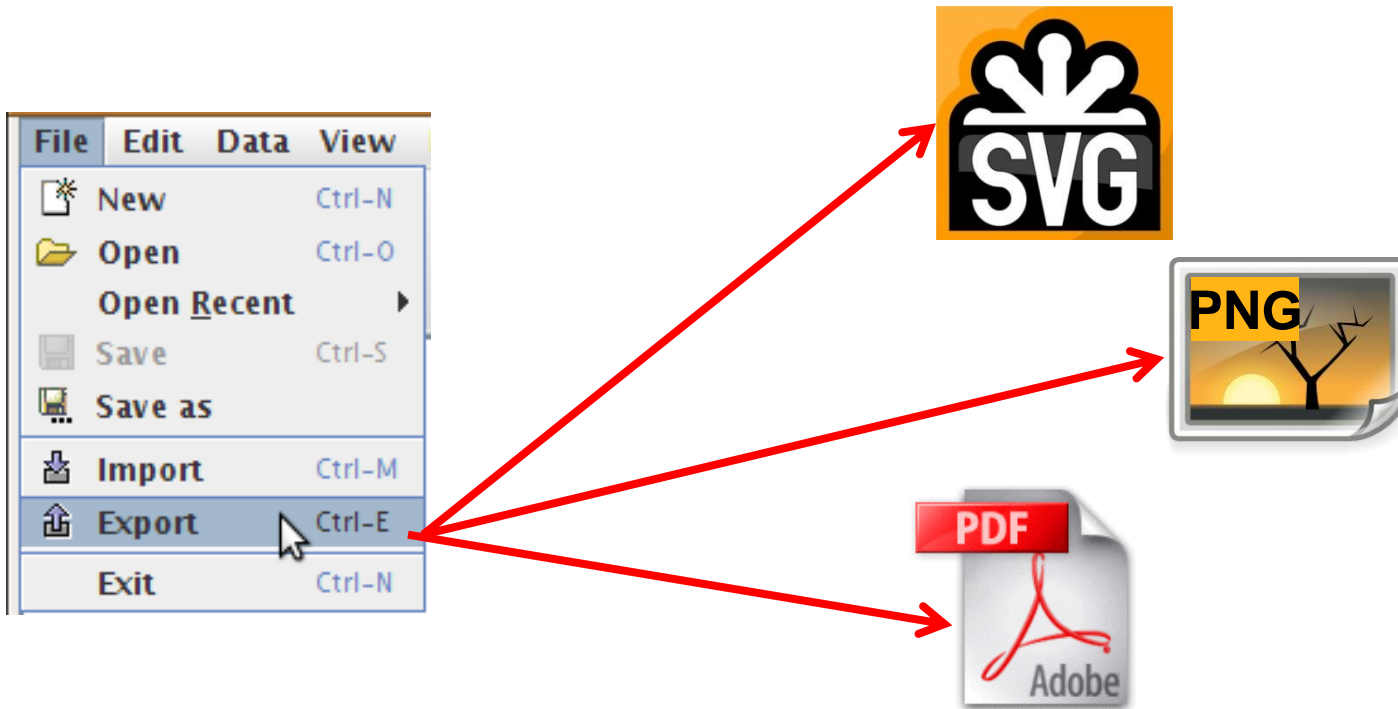 File Edit Data View
New Ctrl-N
Open Ctrl-O
Open Recent
Save Ctrl-S
Save as
Import Ctrl-M
Export Ctrl-E
Exit Ctrl-N
SVG
PNG
PDF
Adobe